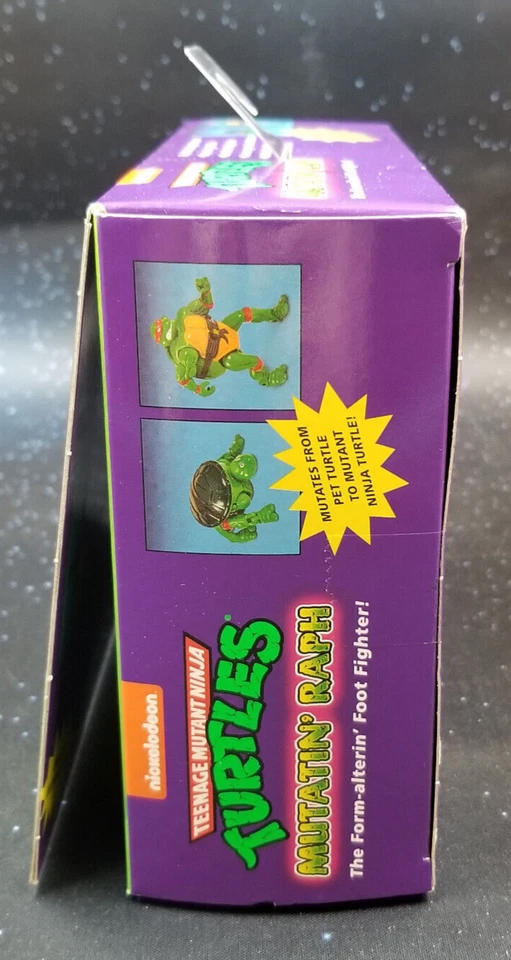 nickelodeon
TEENAGE MUTANT NINJA
TURTLES
MUTATIN' RAPH
The Form-alterin' Foot Fighter!
MUTATES FROM
PET TURTLE
TO MUTANT
NINJA TURTLE!